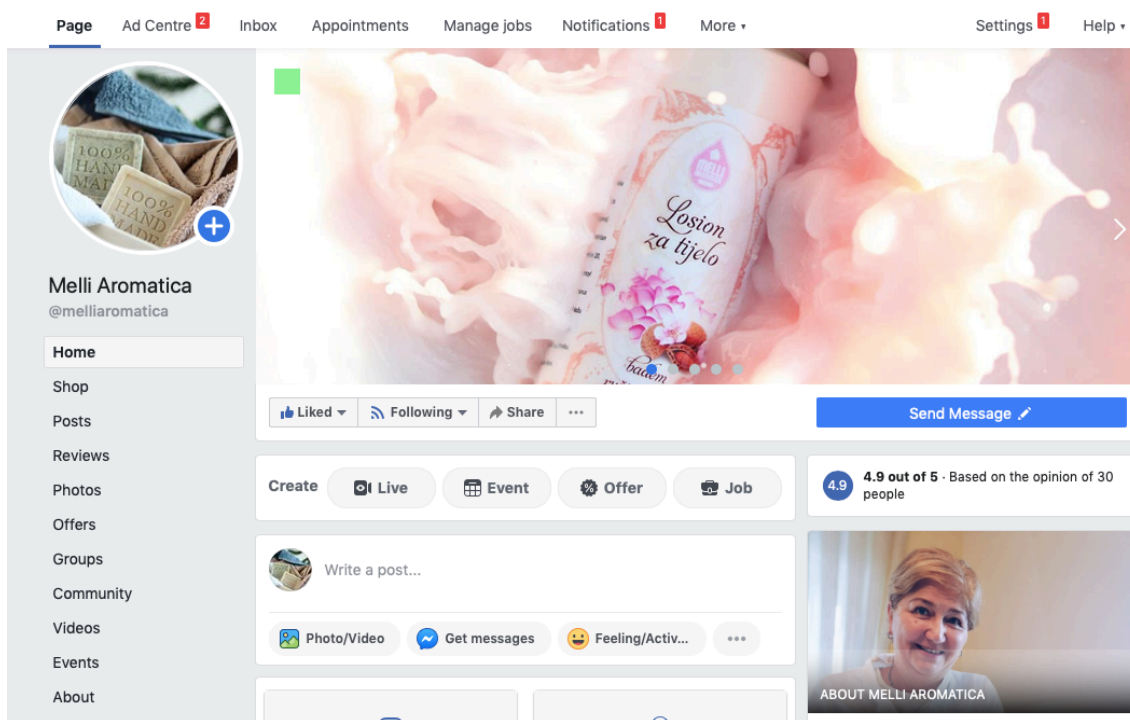 Page
Ad Centre 2
Inbox
Appointments
Manage jobs
Notifications 1
More
Settings 1
Help
100%
HAND
100%
HAND
MADE
MELLI
Losion
za tijelo
badem
Melli Aromatica
@melliaromatica
Home
Shop
Posts
Reviews
Photos
Offers
Groups
Community
Videos
Events
About
Liked
Following
Share
...
Send Message
Create
Live
Event
Offer
Job
4.9
4.9 out of 5 · Based on the opinion of 30
people
Write a post...
Photo/Video
Get messages
Feeling/Activ...
ABOUT MELLI AROMATICA